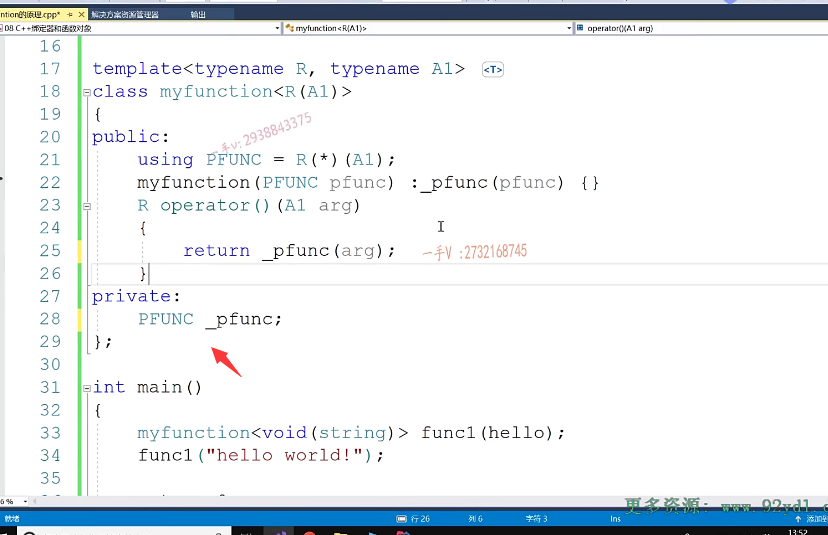 ntion的原理.cpp* 解决方案资源管理器 输出
08 C++绑定器和函数对象 myfunction<R(A1)> operator()(A1 arg)
16
17 template<typename R, typename A1> <T>
18 class myfunction<R(A1)>
19 {
20 public:
一手v: 2938843375
21 using PFUNC = R(*)(A1);
22 myfunction(PFUNC pfunc) :_pfunc(pfunc) {}
23 R operator()(A1 arg)
24 {
25 return _pfunc(arg); 一手V :2732168745
26 }
27 private:
28 PFUNC _pfunc;
29 };
30
31 int main()
32 {
33 myfunction<void(string)> func1(hello);
34 func1("hello world!");
35
6 %
更多资源: www.92yd1.com
就绪 行 26 列 6 字符 3 Ins 添加到
13:52